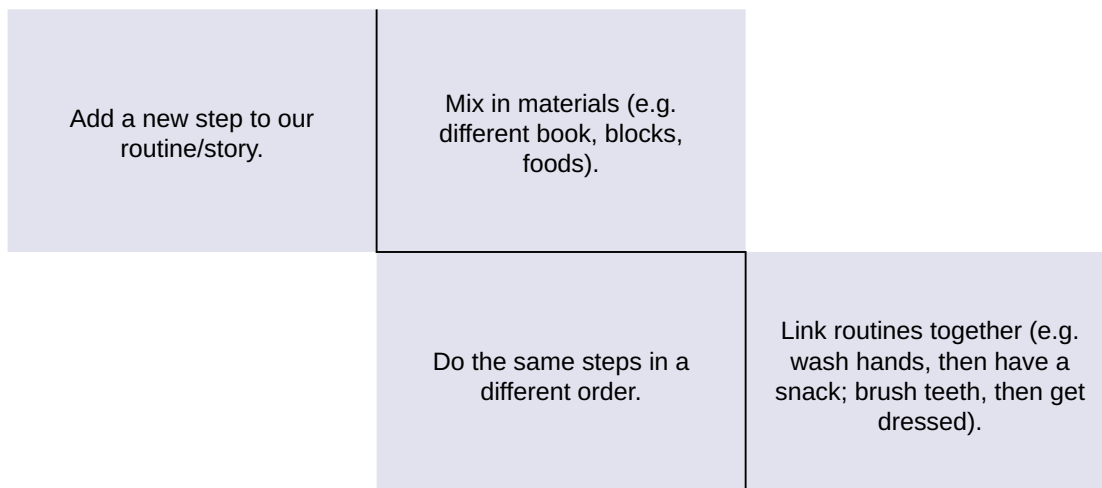 Add a new step to our
routine/story.
Mix in materials (e.g.
different book, blocks,
foods).
Do the same steps in a
different order.
Link routines together (e.g.
wash hands, then have a
snack; brush teeth, then get
dressed).